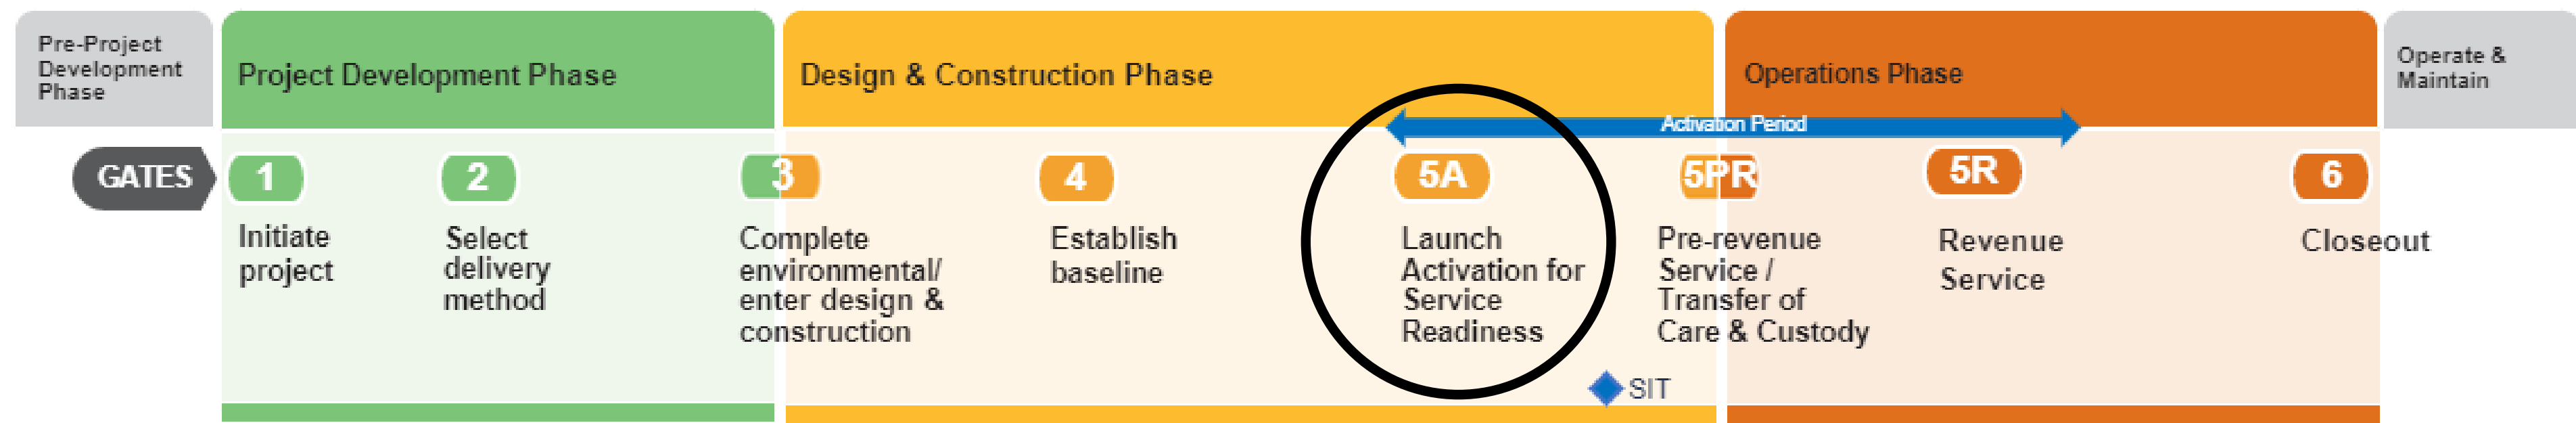 Pre-Project
Development
Phase
Project Development Phase
Design & Construction Phase
Operations Phase
Operate &
Maintain
Activation Period
GATES
1
2
3
4
5A
5PR
5R
6
Initiate
project
Select
delivery
method
Complete
environmental/
enter design &
construction
Establish
baseline
Launch
Activation for
Service
Readiness
Pre-revenue
Service /
Transfer of
Care & Custody
Revenue
Service
Closeout
SIT